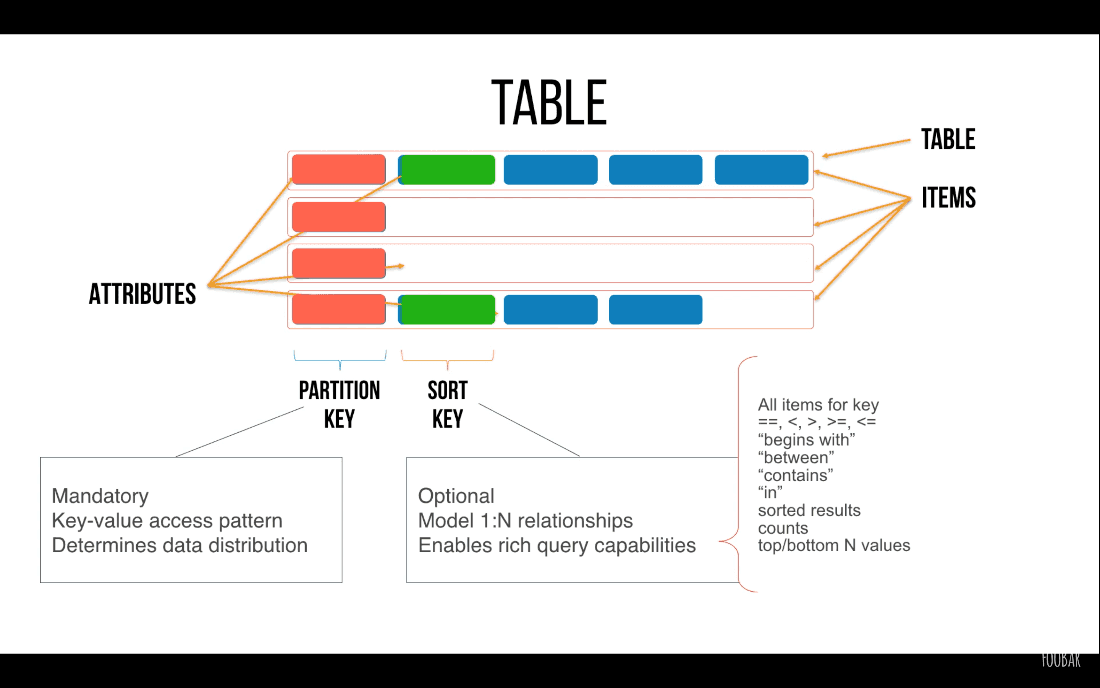 TABLE
TABLE
ITEMS
ATTRIBUTES
PARTITION
KEY
SORT
KEY
Mandatory
Key-value access pattern
Determines data distribution
Optional
Model 1:N relationships
Enables rich query capabilities
All items for key
==, <, >, >=, <=
“begins with”
“between”
“contains”
“in”
sorted results
counts
top/bottom N values
FOOBAR